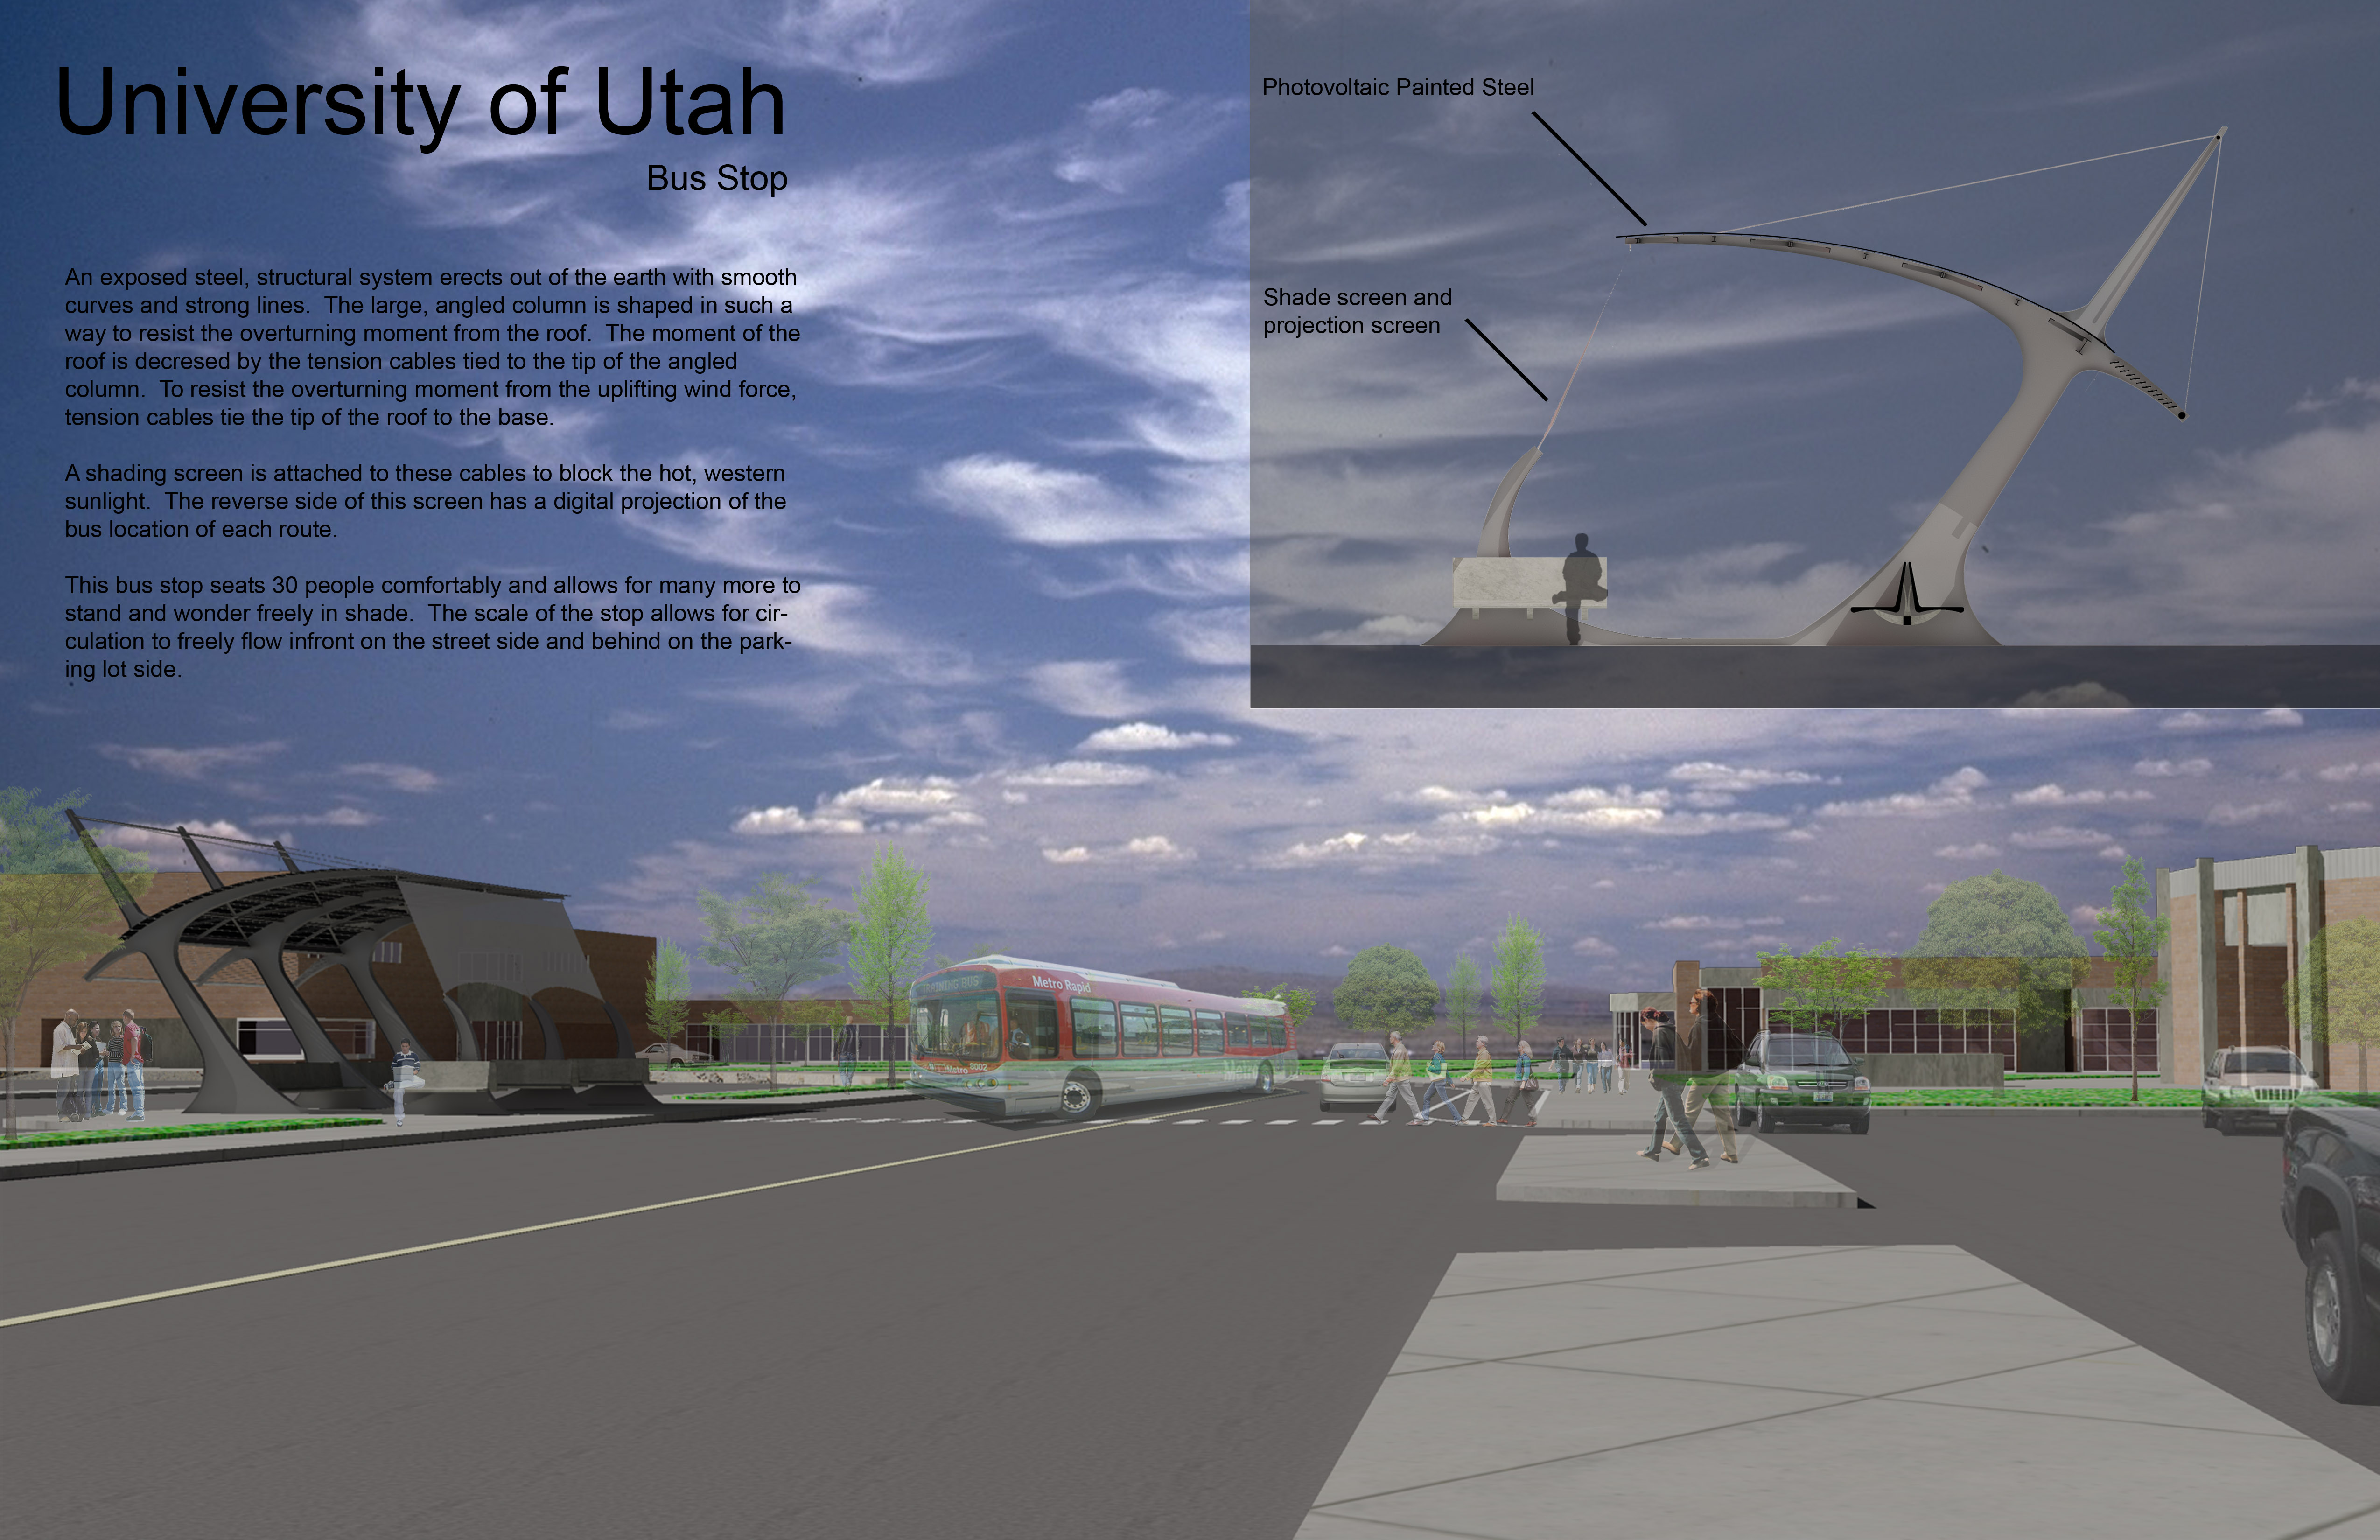 University of Utah
Bus Stop
An exposed steel, structural system erects out of the earth with smooth
curves and strong lines.  The large, angled column is shaped in such a
way to resist the overturning moment from the roof.  The moment of the
roof is decresed by the tension cables tied to the tip of the angled
column.  To resist the overturning moment from the uplifting wind force,
tension cables tie the tip of the roof to the base.
A shading screen is attached to these cables to block the hot, western
sunlight.  The reverse side of this screen has a digital projection of the
bus location of each route.
This bus stop seats 30 people comfortably and allows for many more to
stand and wonder freely in shade.  The scale of the stop allows for cir-
culation to freely flow infront on the street side and behind on the park-
ing lot side.
Photovoltaic Painted Steel
Shade screen and
projection screen
TRAINING BUS
Metro Rapid
Metro 8002
Metro